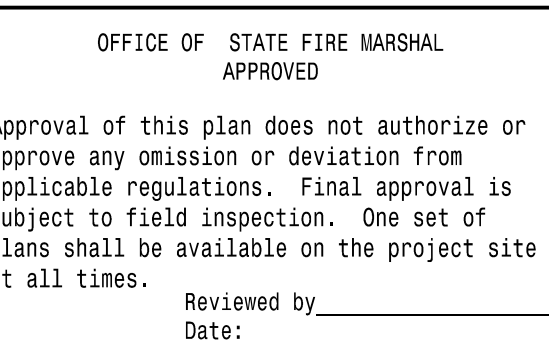 OFFICE OF STATE FIRE MARSHAL
APPROVED
Approval of this plan does not authorize or
pprove any omission or deviation from
pplicable regulations. Final approval is
ubject to field inspection. One set of
lans shall be available on the project site
t all times.
Reviewed by
Date: